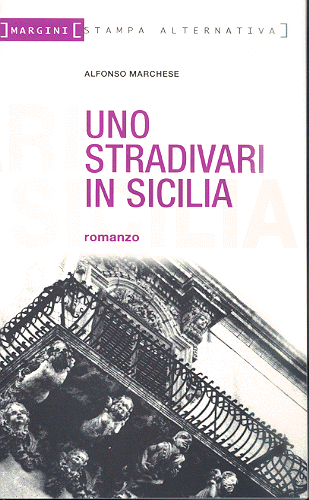 ]MARGINI[ STAMPA ALTERNATIVA]
ALFONSO MARCHESE
UNO
STRADIVARI
IN SICILIA
romanzo